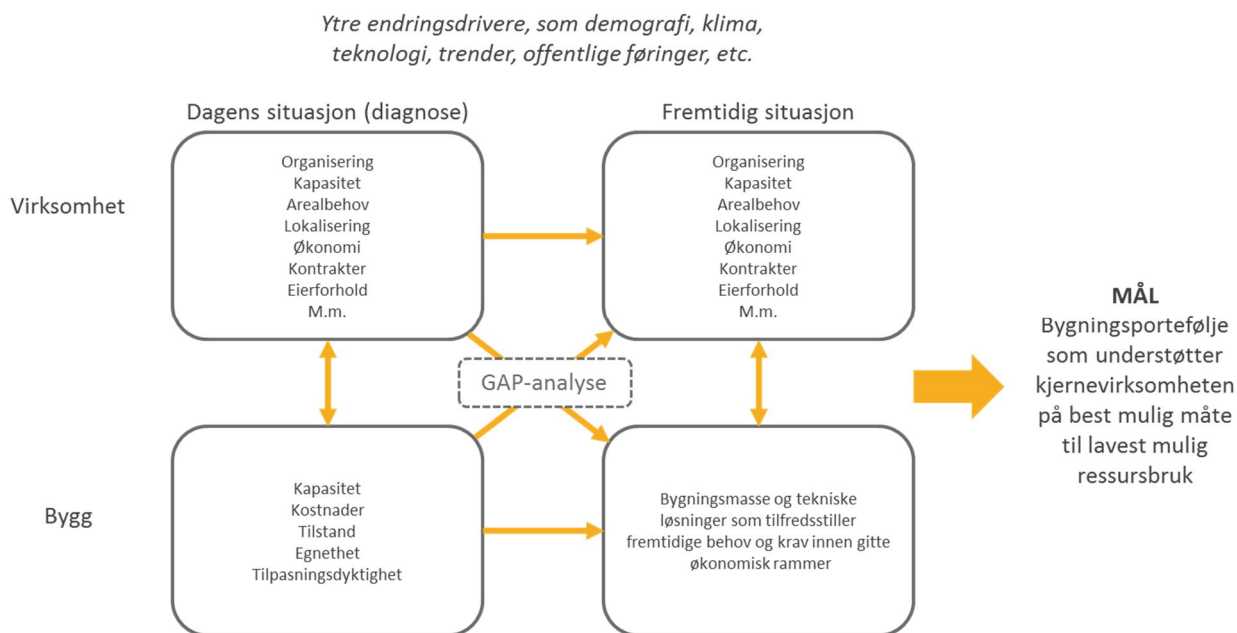 Ytre endringsdrivere, som demografi, klima,
teknologi, trender, offentlige føringer, etc.
Dagens situasjon (diagnose)
Fremtidig situasjon
Virksomhet
Organisering
Kapasitet
Arealbehov
Lokalisering
Økonomi
Kontrakter
Eierforhold
M.m.
Organisering
Kapasitet
Arealbehov
Lokalisering
Økonomi
Kontrakter
Eierforhold
M.m.
GAP-analyse
Bygg
Kapasitet
Kostnader
Tilstand
Egnethet
Tilpasningsdyktighet
Bygningsmasse og tekniske
løsninger som tilfredsstiller
fremtidige behov og krav innen gitte
økonomisk rammer
MÅL
Bygningsportefølje
som understøtter
kjernevirksomheten
på best mulig måte
til lavest mulig
ressursbruk